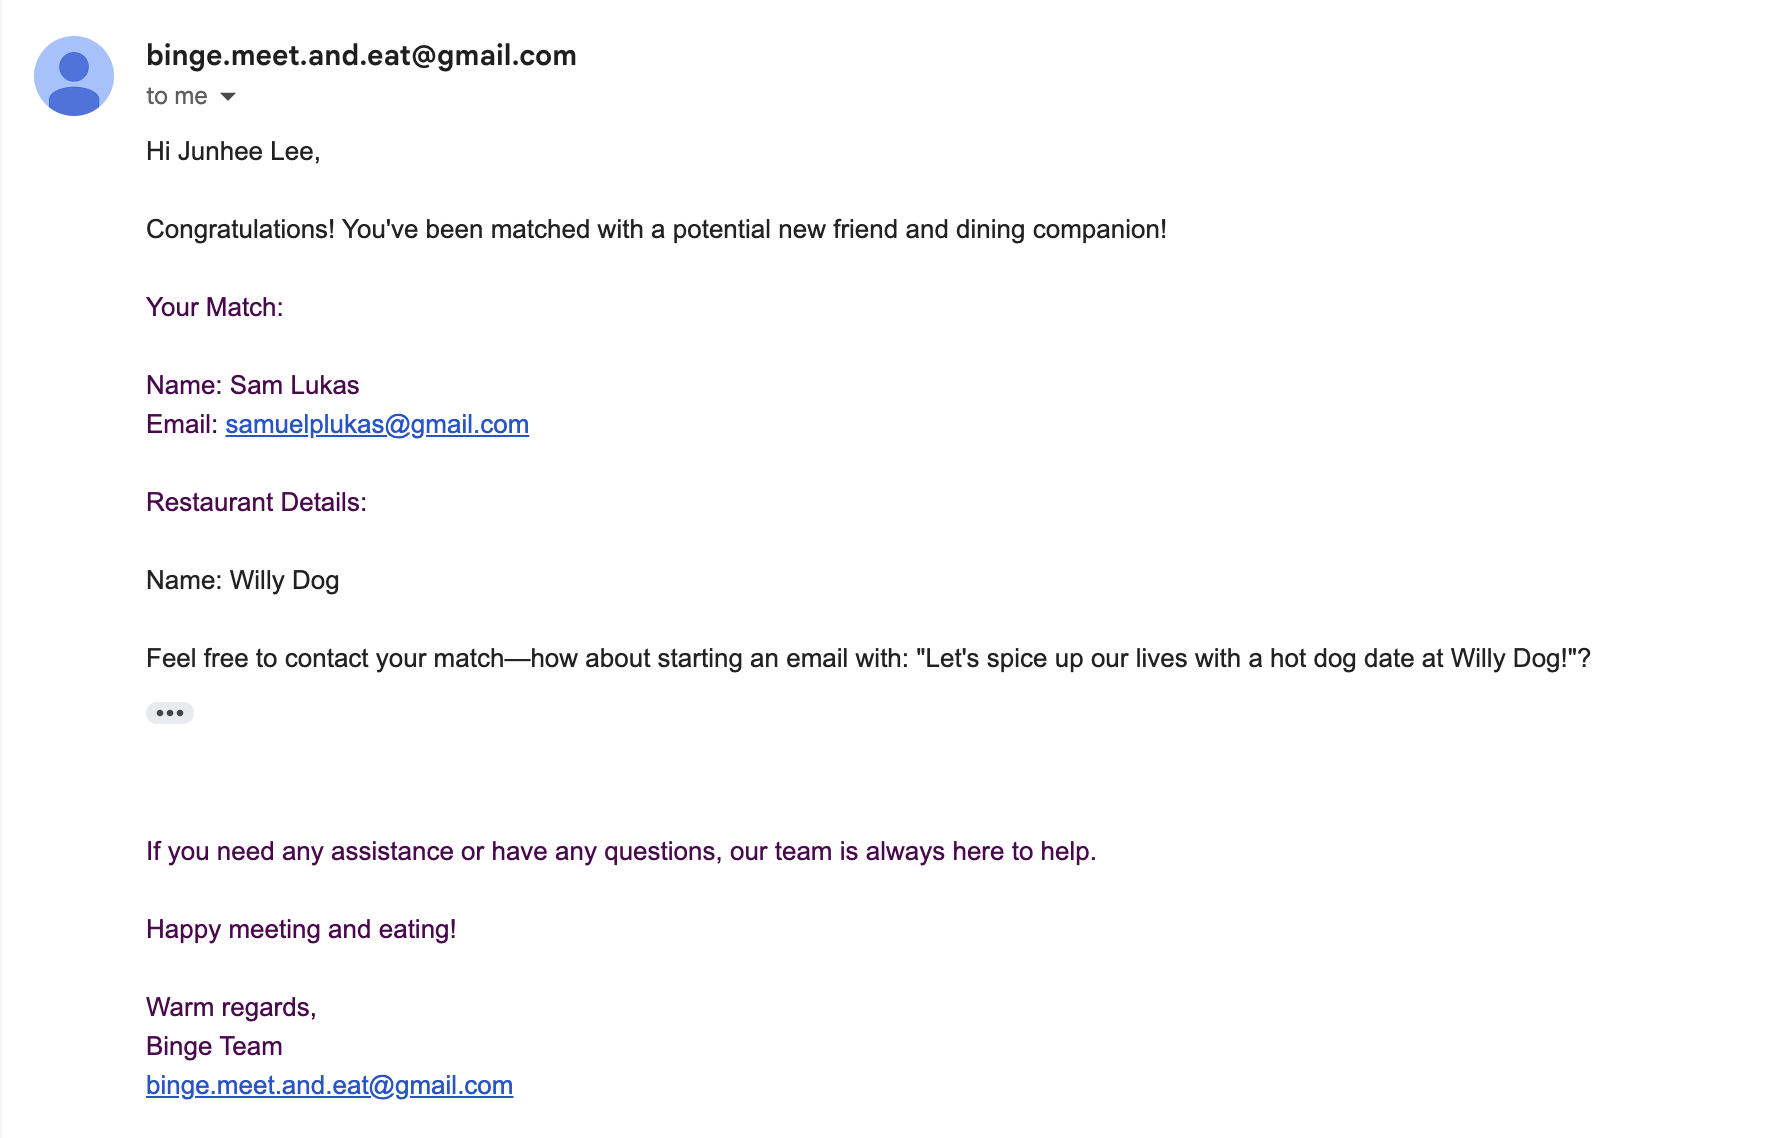 binge.meet.and.eat@gmail.com
to me
Hi Junhee Lee,
Congratulations! You've been matched with a potential new friend and dining companion!
Your Match:
Name: Sam Lukas
Email: samuelplukas@gmail.com
Restaurant Details:
Name: Willy Dog
Feel free to contact your match—how about starting an email with: "Let's spice up our lives with a hot dog date at Willy Dog!"?
If you need any assistance or have any questions, our team is always here to help.
Happy meeting and eating!
Warm regards,
Binge Team
binge.meet.and.eat@gmail.com